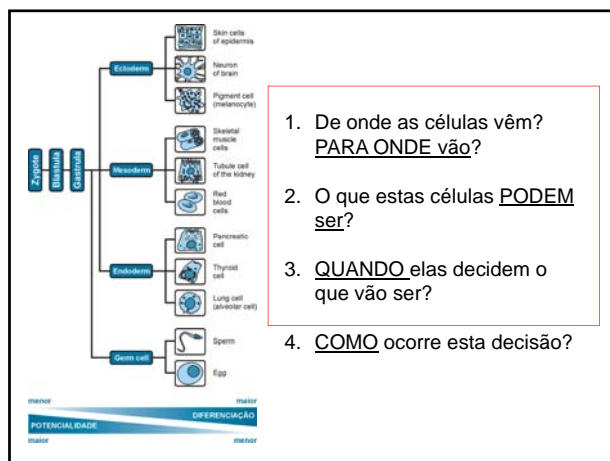 Zygote
Blastula
Gastrula
Ectoderm
Skin cells
of epidermis
Neuron
of brain
Pigment cell
(melanocyte)
Mesoderm
Skeletal
muscle
cells
Tubule cell
of the kidney
Red
blood
cells
Endoderm
Pancreatic
cell
Thyroid
cell
Lung cell
(alveolar cell)
Germ cell
Sperm
Egg
menor maior
DIFERENCIAÇÃO
POTENCIALIDADE
maior menor
1. De onde as células vêm?
PARA ONDE vão?
2. O que estas células PODEM
ser?
3. QUANDO elas decidem o
que vão ser?
4. COMO ocorre esta decisão?